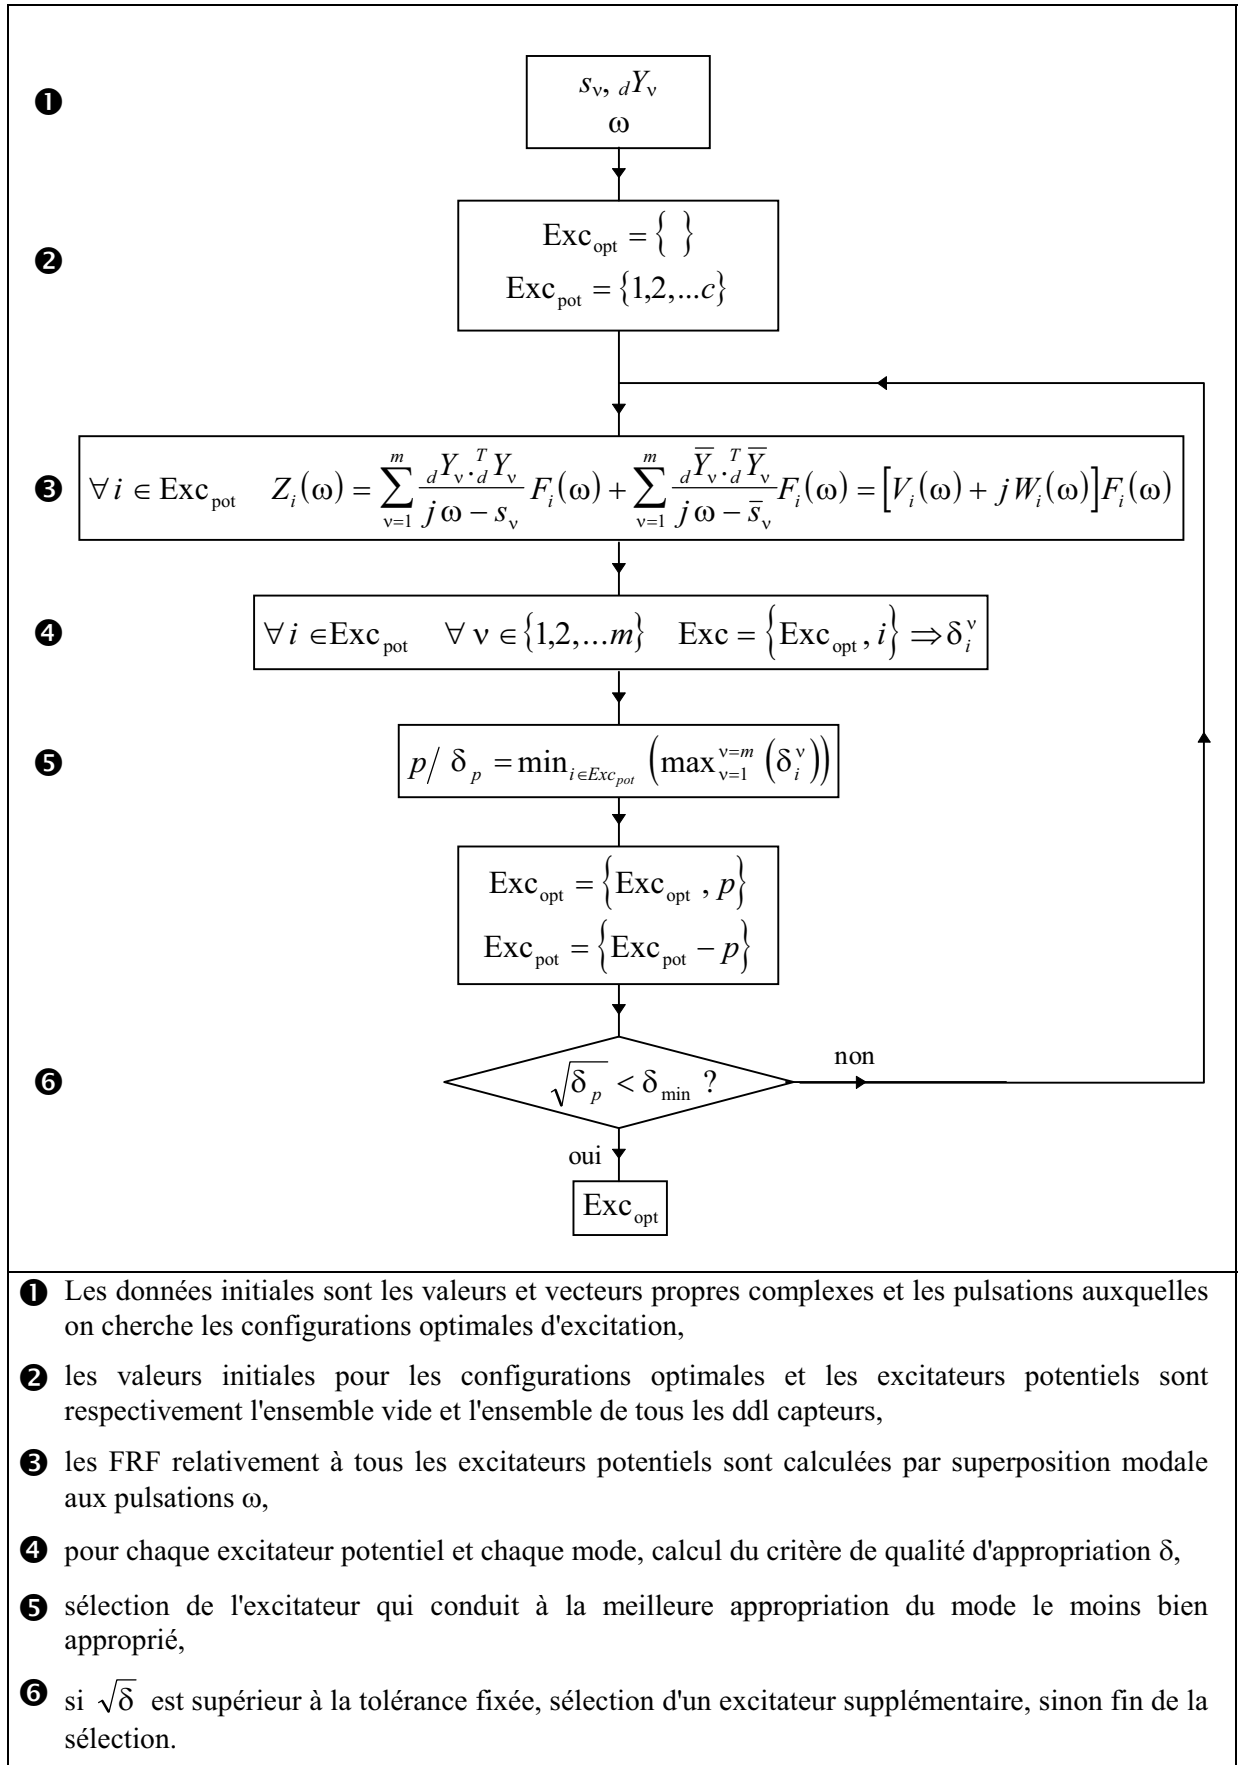 ❶
s_ν, _dY_ν
ω
❷
Exc_opt = { }
Exc_pot = {1,2,...c}
❸ ∀ i ∈ Exc_pot Z_i(ω) = ∑_{ν=1}^{m} (_dY_ν · _d^TY_ν)/(jω − s_ν) F_i(ω) + ∑_{ν=1}^{m} (_d\overline{Y}_ν · _d^T\overline{Y}_ν)/(jω − \overline{s}_ν) F_i(ω) = [V_i(ω) + jW_i(ω)]F_i(ω)
❹ ∀ i ∈ Exc_pot ∀ ν ∈ {1,2,...m} Exc = {Exc_opt, i} ⇒ δ_i^ν
❺ p/ δ_p = min_{i∈Exc_pot} (max_{ν=1}^{ν=m} (δ_i^ν))
Exc_opt = {Exc_opt , p}
Exc_pot = {Exc_pot − p}
❻ √δ_p < δ_min ? non
oui
Exc_opt
❶ Les données initiales sont les valeurs et vecteurs propres complexes et les pulsations auxquelles
on cherche les configurations optimales d'excitation,
❷ les valeurs initiales pour les configurations optimales et les excitateurs potentiels sont
respectivement l'ensemble vide et l'ensemble de tous les ddl capteurs,
❸ les FRF relativement à tous les excitateurs potentiels sont calculées par superposition modale
aux pulsations ω,
❹ pour chaque excitateur potentiel et chaque mode, calcul du critère de qualité d'appropriation δ,
❺ sélection de l'excitateur qui conduit à la meilleure appropriation du mode le moins bien
approprié,
❻ si √δ est supérieur à la tolérance fixée, sélection d'un excitateur supplémentaire, sinon fin de la
sélection.